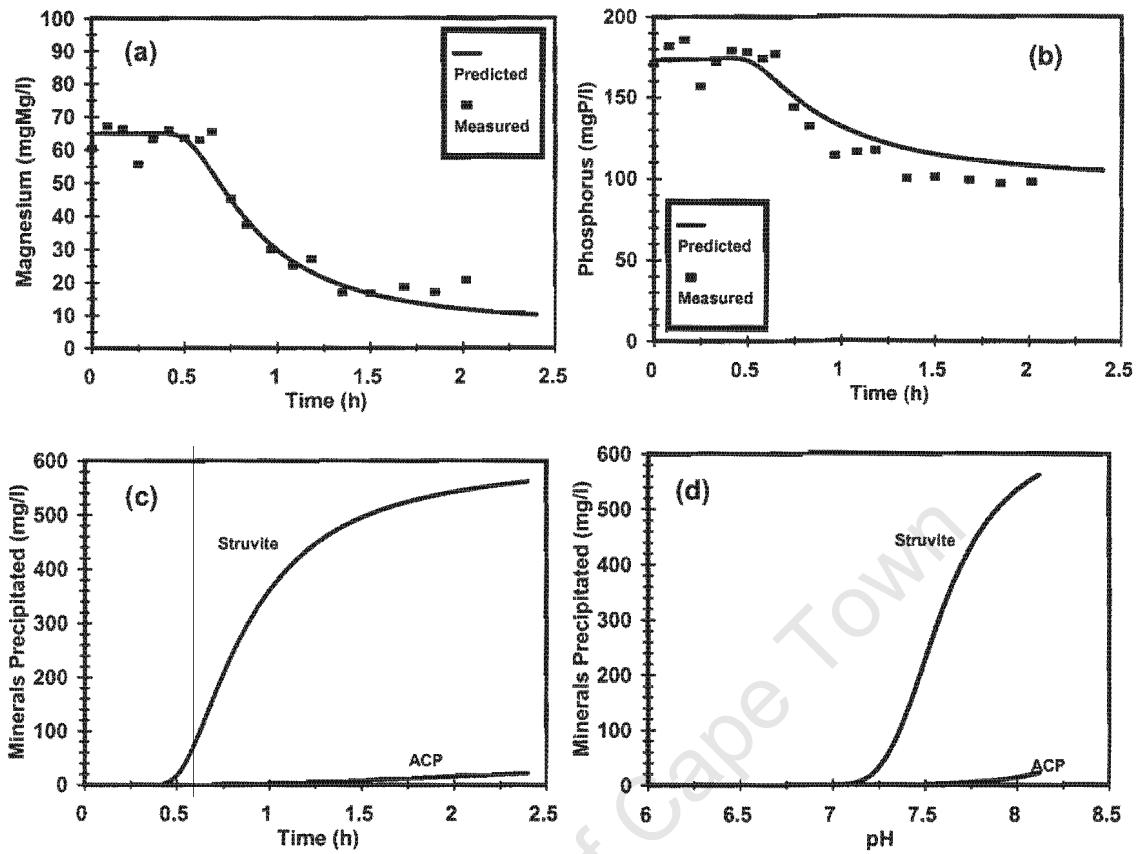 (a)
Magnesium (mgMg/l)
100
90
80
70
60
50
40
30
20
10
0
0 0.5 1 1.5 2 2.5
Time (h)
Predicted
Measured
(b)
Phosphorus (mgP/l)
200
150
100
50
0
0 0.5 1 1.5 2 2.5
Time (h)
Predicted
Measured
(c)
Minerals Precipitated (mg/l)
600
500
400
300
200
100
0
0 0.5 1 1.5 2 2.5
Time (h)
Struvite
ACP
(d)
Minerals Precipitated (mg/l)
600
500
400
300
200
100
0
6 6.5 7 7.5 8 8.5
pH
Struvite
ACP
of Cape Town